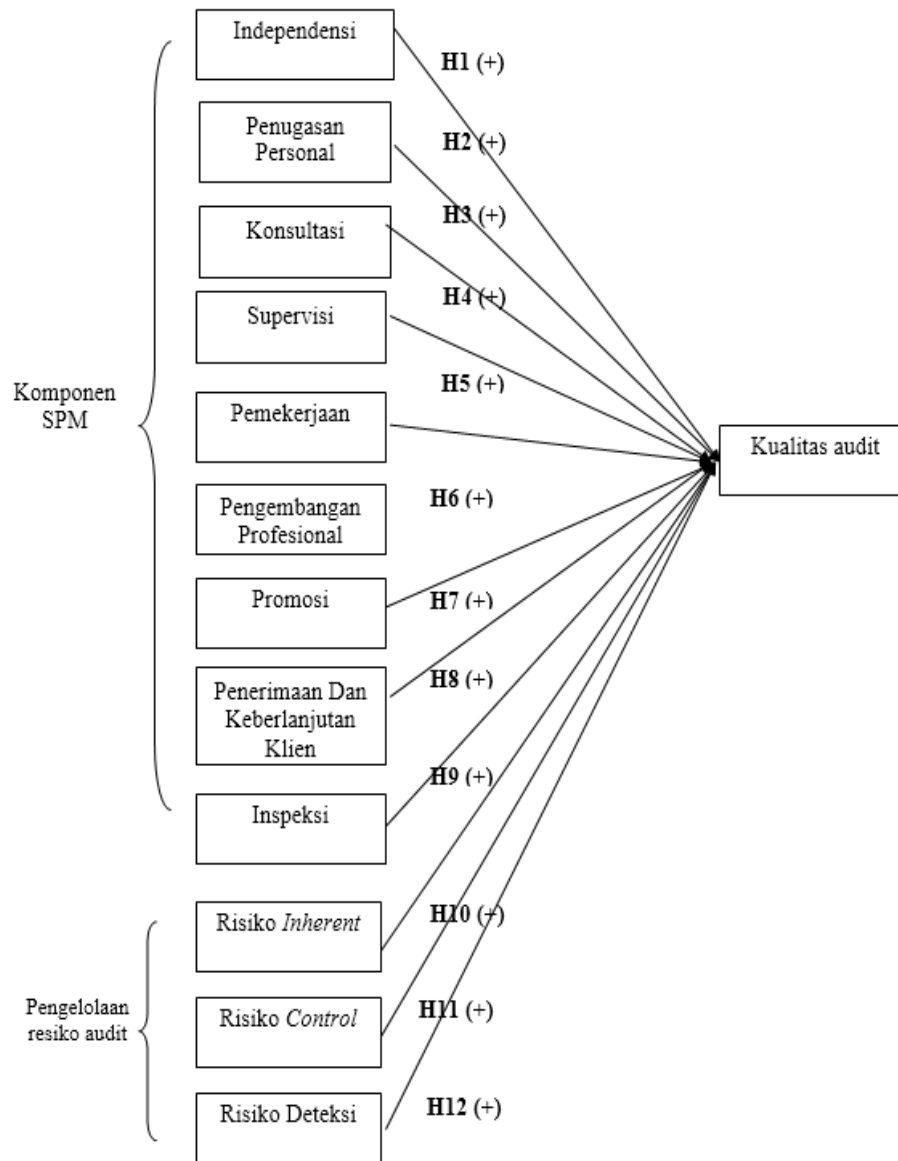 Independensi
H1 (+)
Penugasan
Personal
H2 (+)
Konsultasi
H3 (+)
Supervisi
H4 (+)
Komponen
SPM
Pemekerjaan
H5 (+)
Kualitas audit
Pengembangan
Profesional
H6 (+)
Promosi
H7 (+)
Penerimaan Dan
Keberlanjutan
Klien
H8 (+)
Inspeksi
H9 (+)
Risiko Inherent
H10 (+)
Pengelolaan
resiko audit
Risiko Control
H11 (+)
Risiko Deteksi
H12 (+)